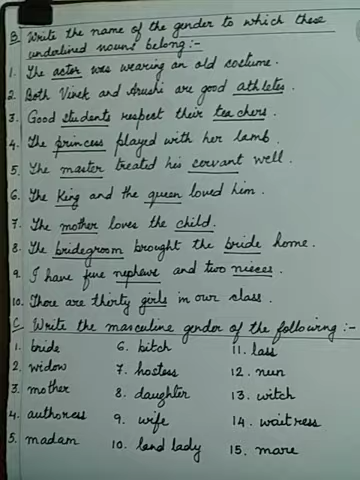 B) Write the name of the gender to which these
underlined nouns belong :-
1. The actor was wearing an old costume.
2. Both Vivek and Arushi are good athletes.
3. Good students respect their teachers.
4. The princess played with her lamb.
5. The master treated his servant well.
6. The King and the queen loved him.
7. The mother loves the child.
8. The bridegroom brought the bride home.
9. I have five nephews and two nieces.
10. There are thirty girls in our class.
C) Write the masculine gender of the following :-
1. bride 6. bitch 11. lass
2. widow 7. hostess 12. nun
3. mother 8. daughter 13. witch
4. authoress 9. wife 14. waitress
5. madam 10. land lady 15. mare